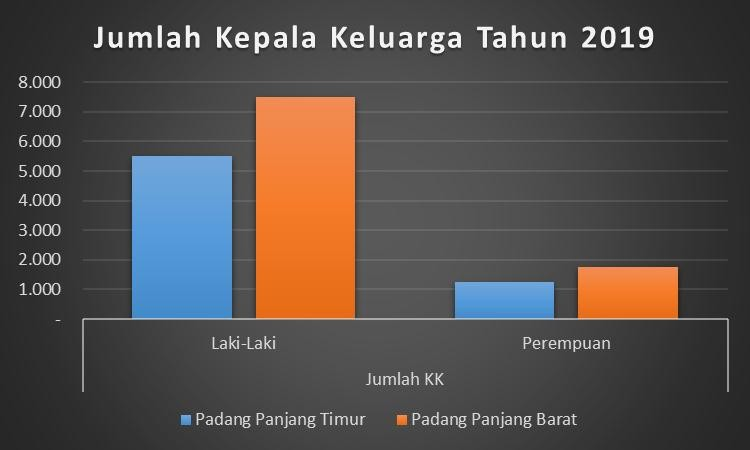 Jumlah Kepala Keluarga Tahun 2019
8.000
7.000
6.000
5.000
4.000
3.000
2.000
1.000
-
Laki-Laki Perempuan
Jumlah KK
Padang Panjang Timur Padang Panjang Barat